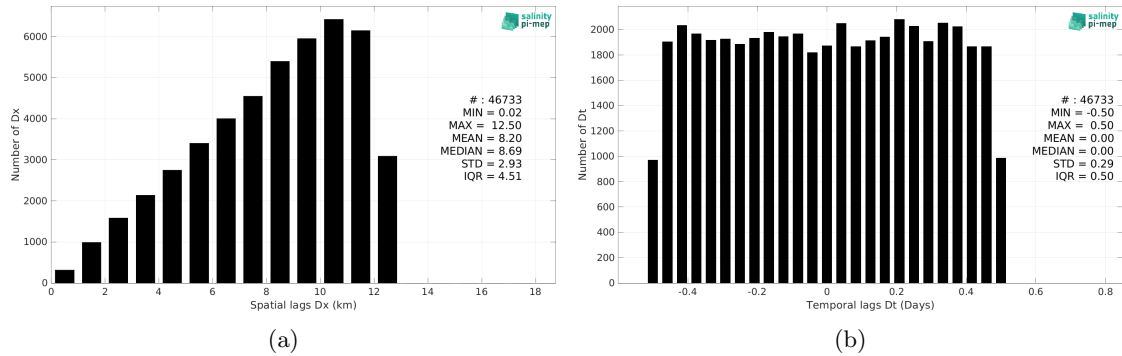 salinity
pi-mep
6000
5000
4000
3000
2000
1000
0
Number of Dx
# : 46733
MIN = 0.02
MAX = 12.50
MEAN = 8.20
MEDIAN = 8.69
STD = 2.93
IQR = 4.51
0 2 4 6 8 10 12 14 16 18
Spatial lags Dx (km)
(a)
salinity
pi-mep
2000
1800
1600
1400
1200
1000
800
600
400
200
0
Number of Dt
# : 46733
MIN = -0.50
MAX = 0.50
MEAN = 0.00
MEDIAN = 0.00
STD = 0.29
IQR = 0.50
-0.4 -0.2 0 0.2 0.4 0.6 0.8
Temporal lags Dt (Days)
(b)